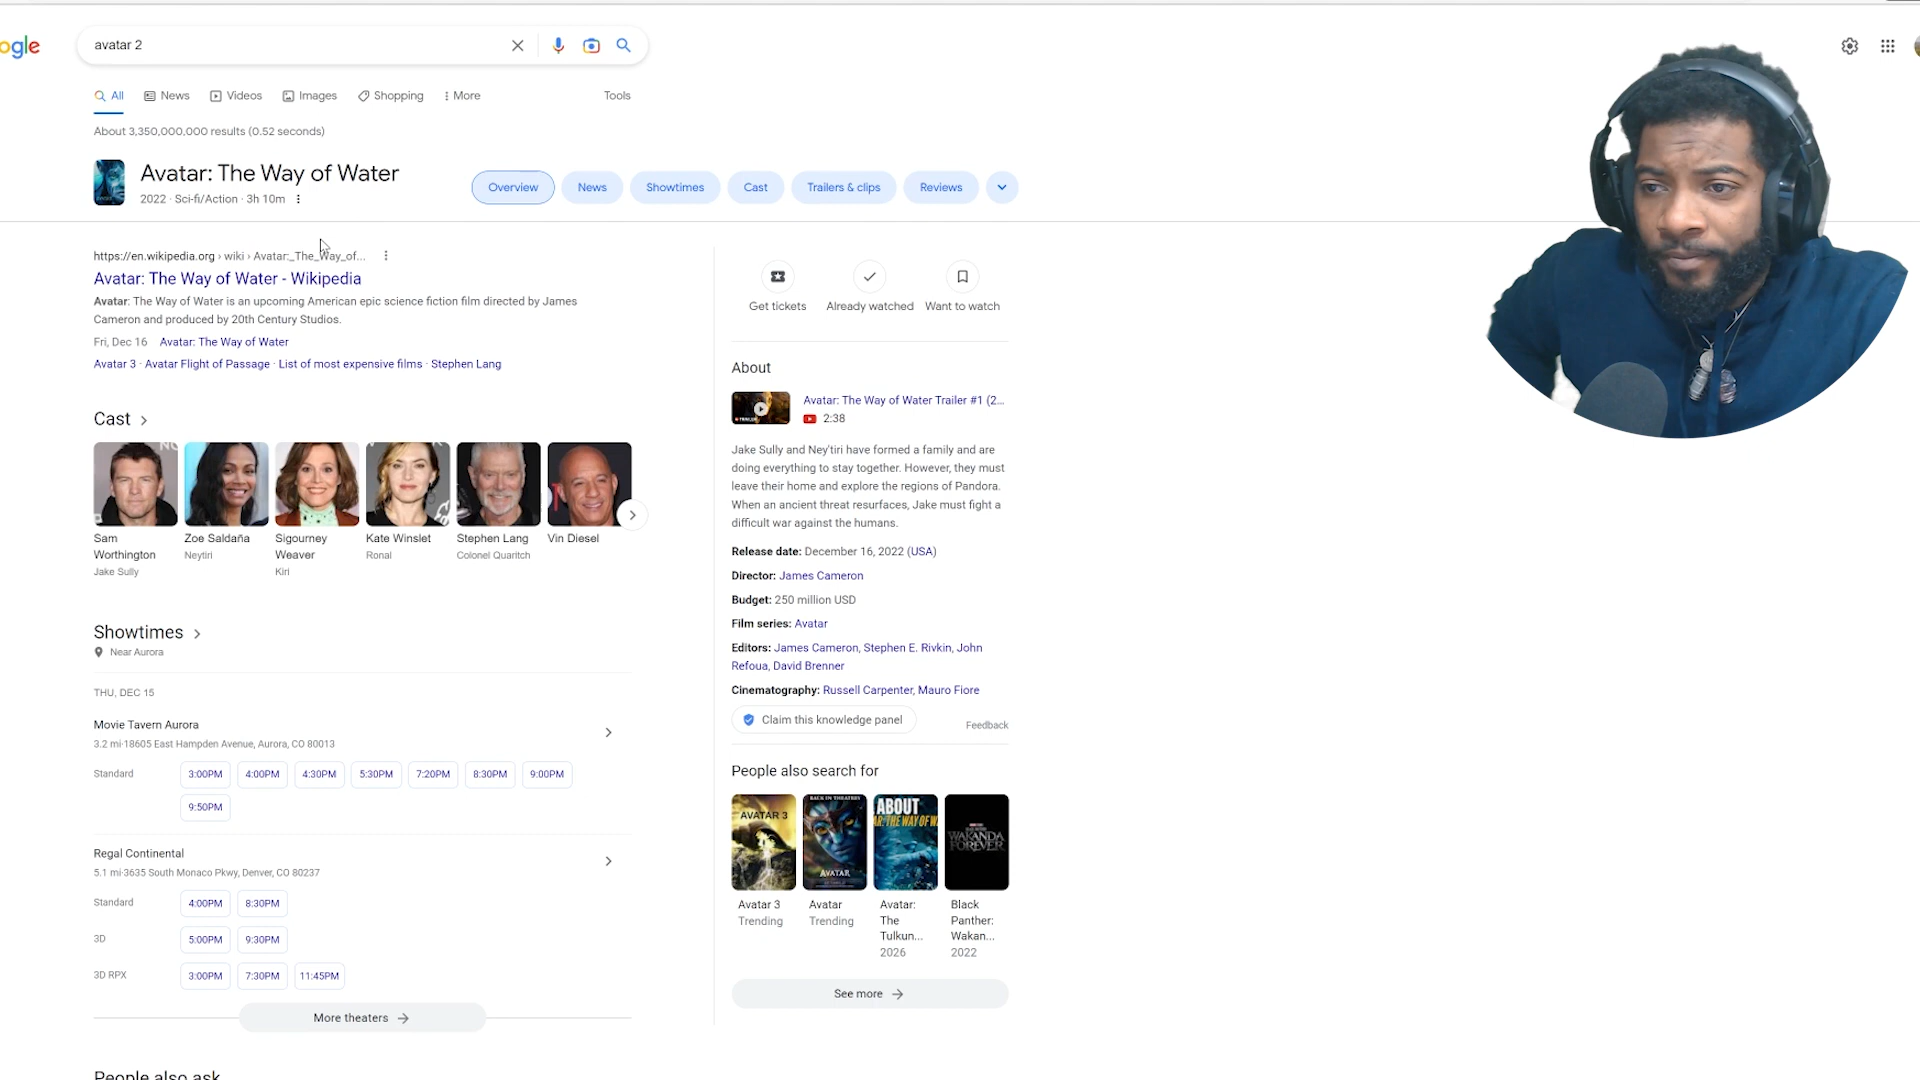 ogle
avatar 2
All
News
Videos
Images
Shopping
More
Tools
About 3,350,000,000 results (0.52 seconds)
Avatar: The Way of Water
2022 · Sci-fi/Action · 3h 10m
Overview
News
Showtimes
Cast
Trailers & clips
Reviews
https://en.wikipedia.org › wiki › Avatar:_The_Way_of...
Avatar: The Way of Water - Wikipedia
Avatar: The Way of Water is an upcoming American epic science fiction film directed by James
Cameron and produced by 20th Century Studios.
Fri, Dec 16 Avatar: The Way of Water
Avatar 3 · Avatar Flight of Passage · List of most expensive films · Stephen Lang
Cast
Sam
Worthington
Jake Sully
Zoe Saldaña
Neytiri
Sigourney
Weaver
Kiri
Kate Winslet
Ronal
Stephen Lang
Colonel Quaritch
Vin Diesel
Showtimes
Near Aurora
THU, DEC 15
Movie Tavern Aurora
3.2 mi·18605 East Hampden Avenue, Aurora, CO 80013
Standard
3:00PM
4:00PM
4:30PM
5:30PM
7:20PM
8:30PM
9:00PM
9:50PM
Regal Continental
5.1 mi·3635 South Monaco Pkwy, Denver, CO 80237
Standard
4:00PM
8:30PM
3D
5:00PM
9:30PM
3D RPX
3:00PM
7:30PM
11:45PM
More theaters
People also ask
Get tickets
Already watched
Want to watch
About
Avatar: The Way of Water Trailer #1 (2...
2:38
Jake Sully and Ney'tiri have formed a family and are
doing everything to stay together. However, they must
leave their home and explore the regions of Pandora.
When an ancient threat resurfaces, Jake must fight a
difficult war against the humans.
Release date: December 16, 2022 (USA)
Director: James Cameron
Budget: 250 million USD
Film series: Avatar
Editors: James Cameron, Stephen E. Rivkin, John
Refoua, David Brenner
Cinematography: Russell Carpenter, Mauro Fiore
Claim this knowledge panel
Feedback
People also search for
AVATAR 3
BACK IN THEATRES
AVATAR
ABOUT
AR: THE WAY OF W
WAKANDA
FOREVER
Avatar 3
Trending
Avatar
Trending
Avatar:
The
Tulkun...
2026
Black
Panther:
Wakan...
2022
See more